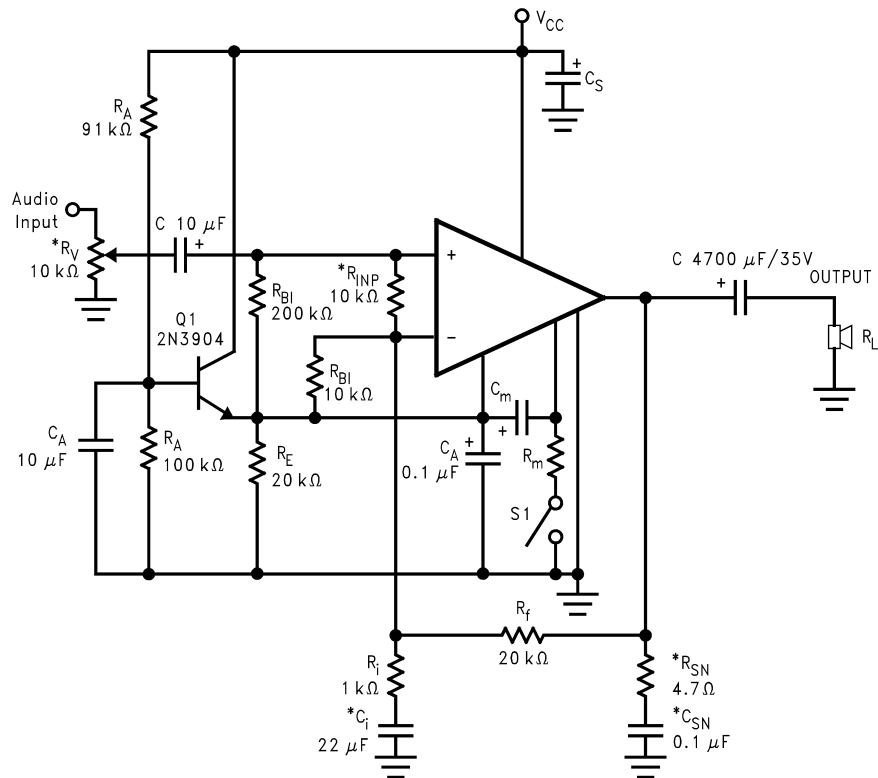 V_CC
+
C_S
R_A
91 kΩ
Audio
Input
*R_V
10 kΩ
C 10 μF
+
R_BI
200 kΩ
*R_INP
10 kΩ
+
−
C 4700 μF/35V
+
OUTPUT
R_L
Q1
2N3904
R_BI
10 kΩ
C_m
+
C_A
10 μF
R_A
100 kΩ
R_E
20 kΩ
+
C_A
0.1 μF
R_m
S1
R_f
20 kΩ
R_i
1 kΩ
*C_i
22 μF
*R_SN
4.7Ω
*C_SN
0.1 μF